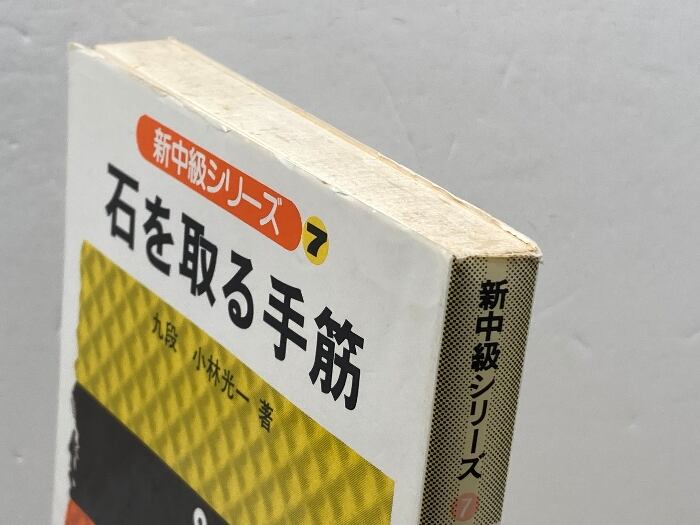 新中級シリーズ 7
石を取る手筋
九段 小林光一 著
新中級シリーズ 7